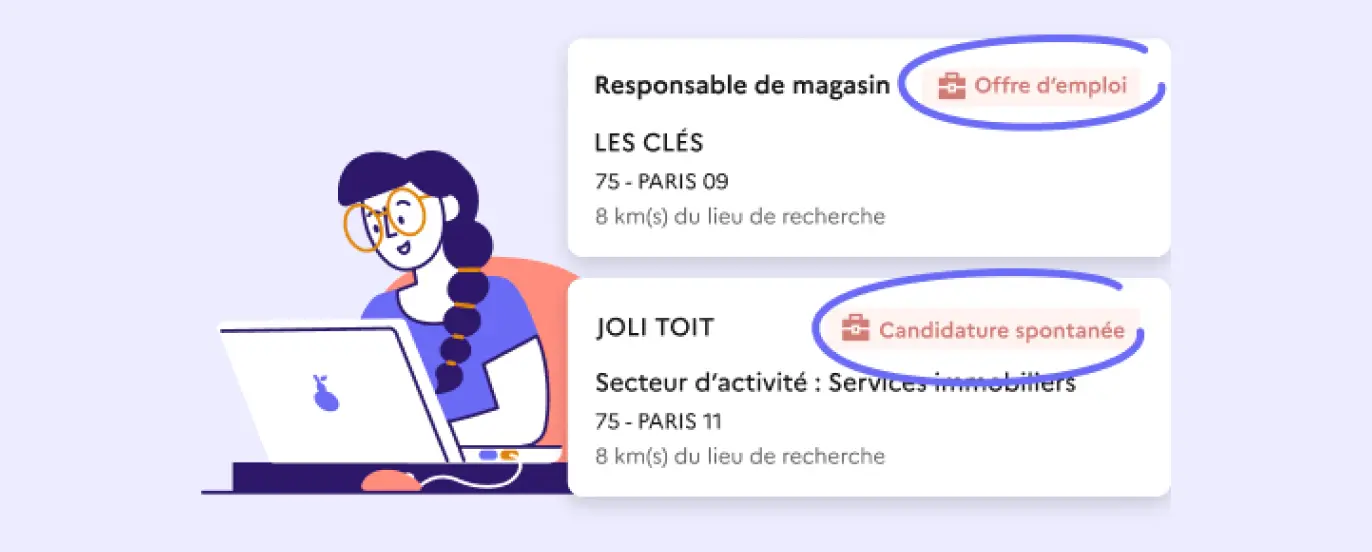 Responsable de magasin Offre d'emploi
LES CLÉS
75 - PARIS 09
8 km(s) du lieu de recherche
JOLI TOIT Candidature spontanée
Secteur d'activité : Services immobiliers
75 - PARIS 11
8 km(s) du lieu de recherche